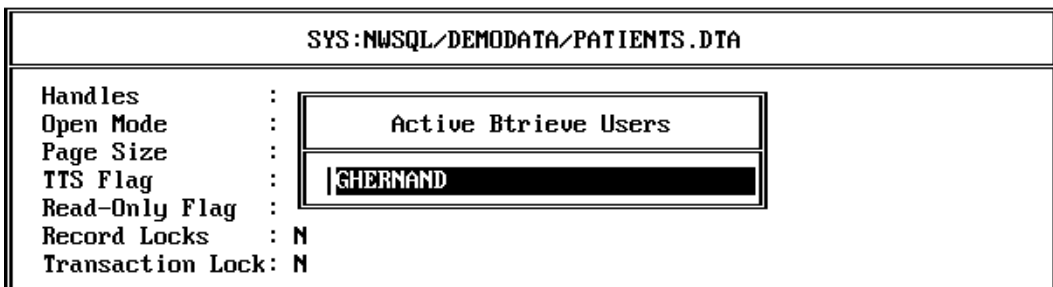 SYS:NWSQL/DEMODATA/PATIENTS.DTA
Handles :
Open Mode :
Page Size :
TTS Flag :
Read-Only Flag :
Record Locks : N
Transaction Lock: N
Active Btrieve Users
GHERNAND